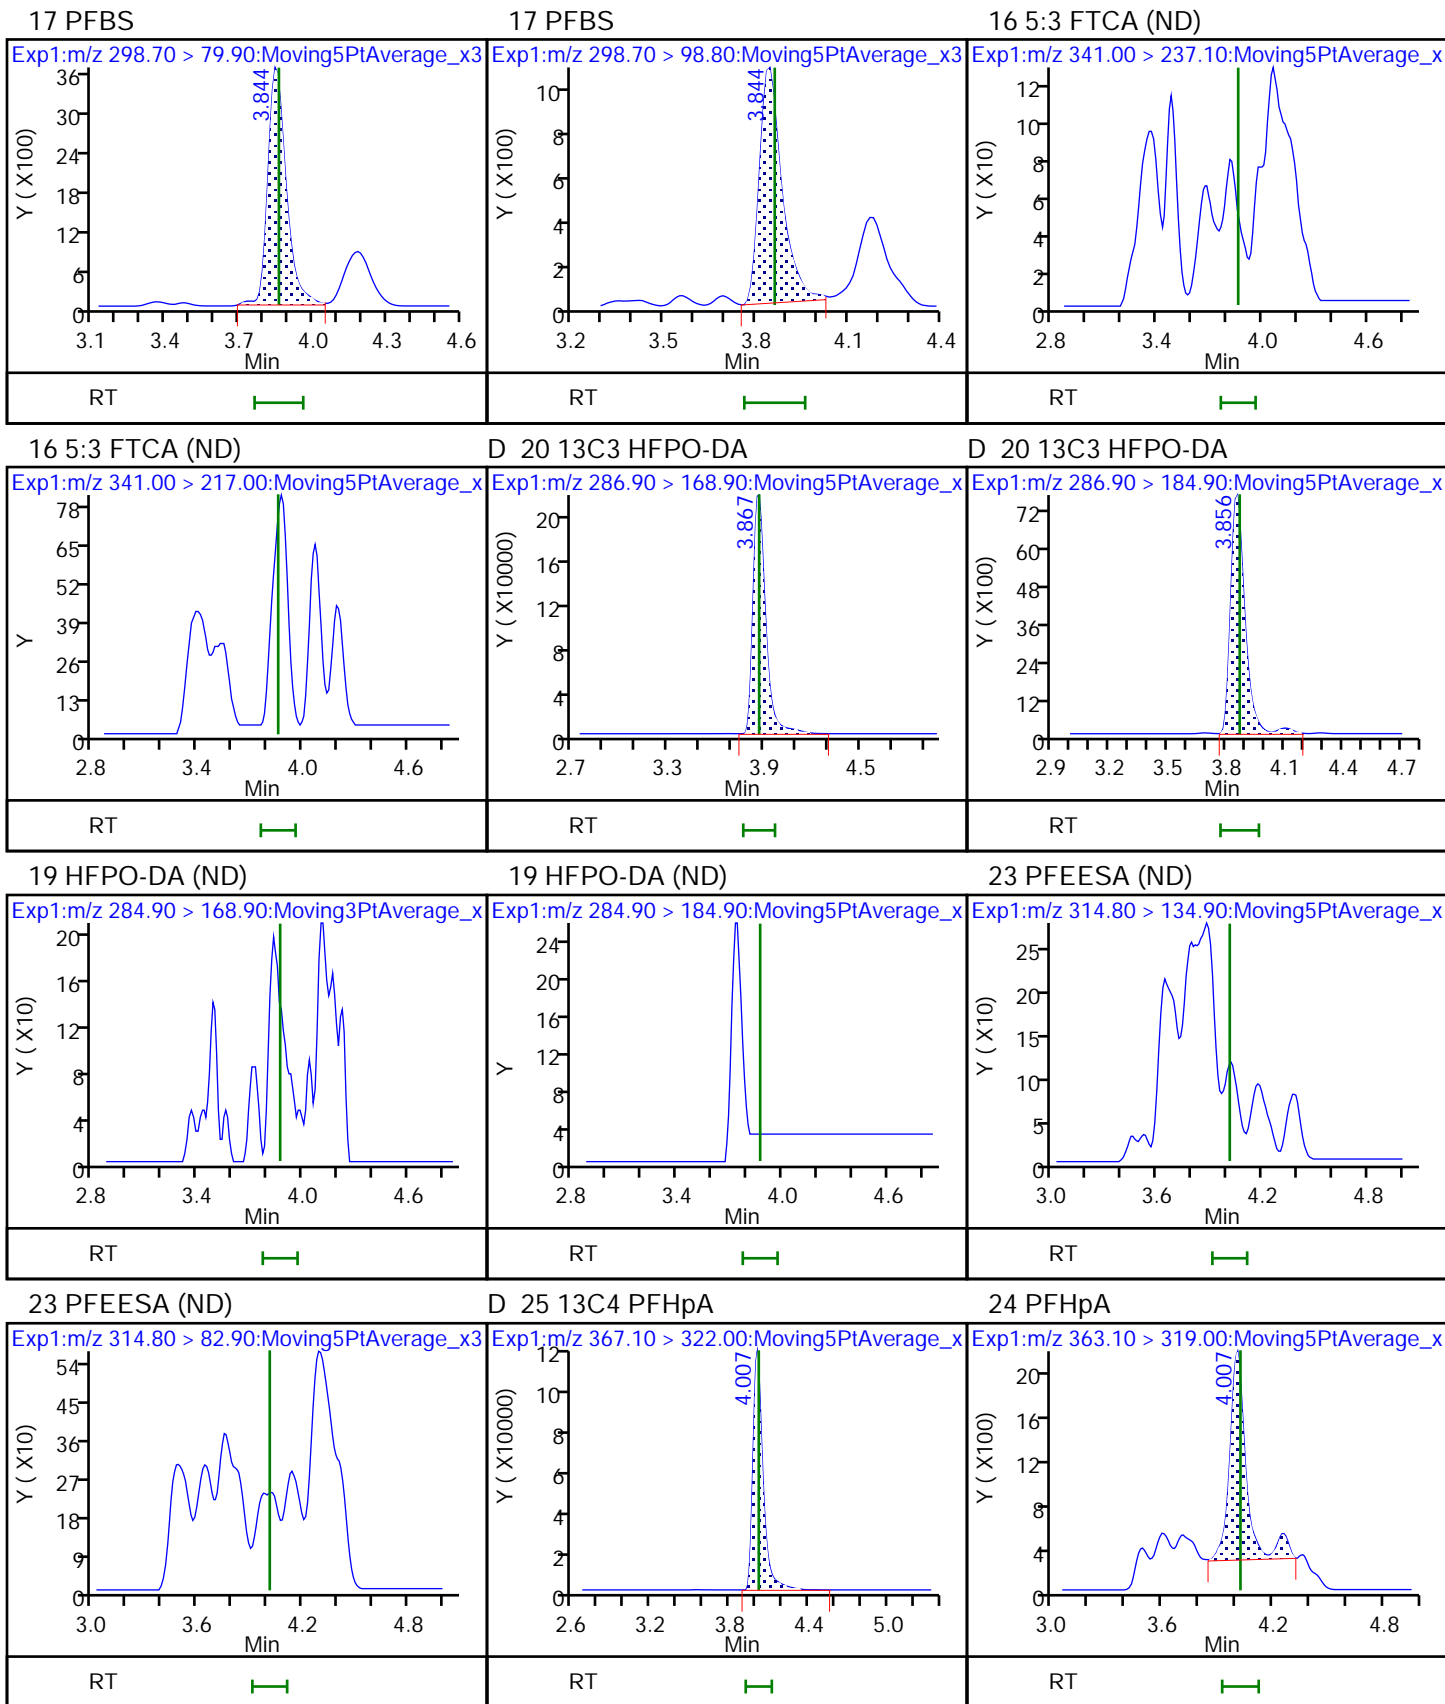 17 PFBS
Exp1:m/z 298.70 > 79.90:Moving5PtAverage_x3
Y ( X100)
36
30
24
18
12
6
0
3.844
3.1 3.4 3.7 4.0 4.3 4.6
Min
RT
17 PFBS
Exp1:m/z 298.70 > 98.80:Moving5PtAverage_x3
Y ( X100)
10
8
6
4
2
0
3.844
3.2 3.5 3.8 4.1 4.4
Min
RT
16 5:3 FTCA (ND)
Exp1:m/z 341.00 > 237.10:Moving5PtAverage_x
Y ( X10)
12
10
8
6
4
2
0
2.8 3.4 4.0 4.6
Min
RT
16 5:3 FTCA (ND)
Exp1:m/z 341.00 > 217.00:Moving5PtAverage_x
Y
78
65
52
39
26
13
0
2.8 3.4 4.0 4.6
Min
RT
D 20 13C3 HFPO-DA
Exp1:m/z 286.90 > 168.90:Moving5PtAverage_x
Y ( X10000)
20
16
12
8
4
0
3.867
2.7 3.3 3.9 4.5
Min
RT
D 20 13C3 HFPO-DA
Exp1:m/z 286.90 > 184.90:Moving5PtAverage_x
Y ( X100)
72
60
48
36
24
12
0
3.856
2.9 3.2 3.5 3.8 4.1 4.4 4.7
Min
RT
19 HFPO-DA (ND)
Exp1:m/z 284.90 > 168.90:Moving3PtAverage_x
Y ( X10)
20
16
12
8
4
0
2.8 3.4 4.0 4.6
Min
RT
19 HFPO-DA (ND)
Exp1:m/z 284.90 > 184.90:Moving5PtAverage_x
Y
24
20
16
12
8
4
0
2.8 3.4 4.0 4.6
Min
RT
23 PFEESA (ND)
Exp1:m/z 314.80 > 134.90:Moving5PtAverage_x
Y ( X10)
25
20
15
10
5
0
3.0 3.6 4.2 4.8
Min
RT
23 PFEESA (ND)
Exp1:m/z 314.80 > 82.90:Moving5PtAverage_x3
Y ( X10)
54
45
36
27
18
9
0
3.0 3.6 4.2 4.8
Min
RT
D 25 13C4 PFHpA
Exp1:m/z 367.10 > 322.00:Moving5PtAverage_x
Y ( X10000)
12
10
8
6
4
2
0
4.007
2.6 3.2 3.8 4.4 5.0
Min
RT
24 PFHpA
Exp1:m/z 363.10 > 319.00:Moving5PtAverage_x
Y ( X100)
20
16
12
8
4
0
4.007
3.0 3.6 4.2 4.8
Min
RT